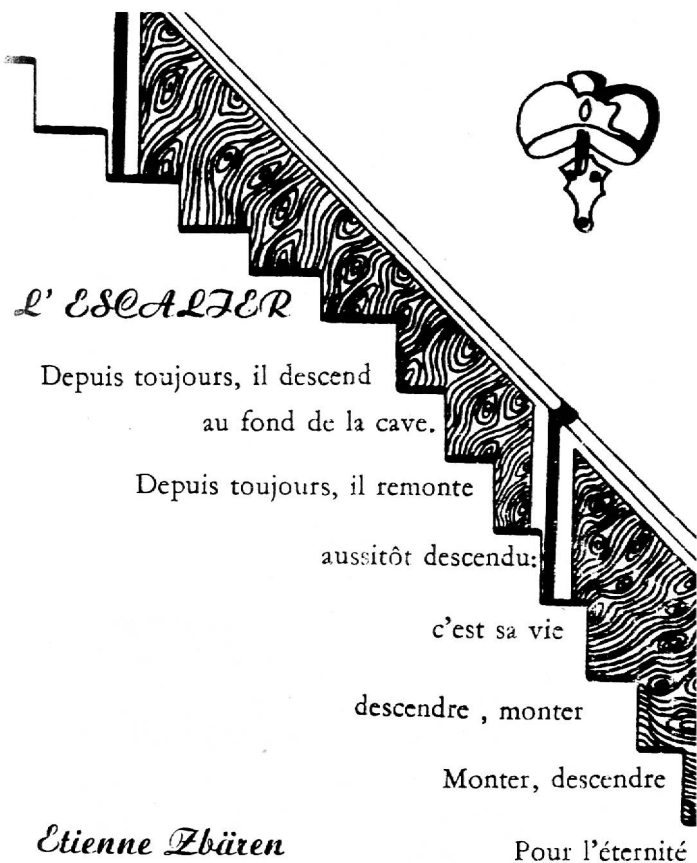 L' ESCALIER
Depuis toujours, il descend
au fond de la cave.
Depuis toujours, il remonte
aussitôt descendu:
c'est sa vie
descendre , monter
Monter, descendre
Pour l'éternité
Etienne Zbären